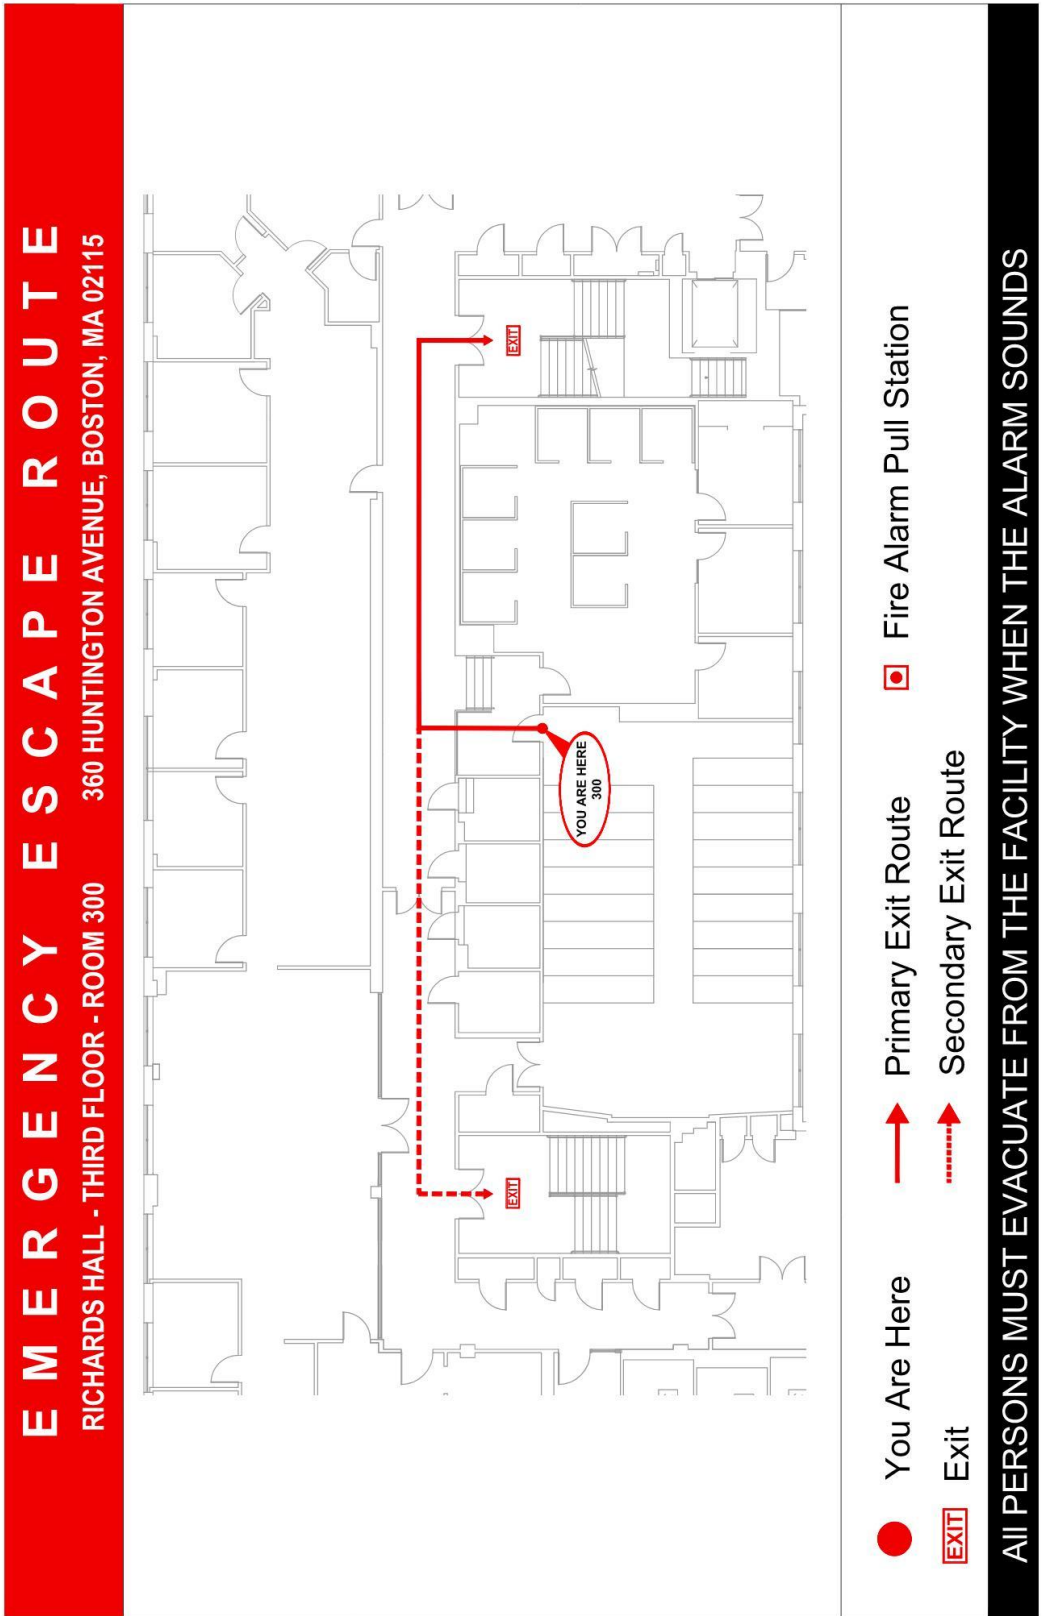 EMERGENCY ESCAPE ROUTE
RICHARDS HALL - THIRD FLOOR - ROOM 300
360 HUNTINGTON AVENUE, BOSTON, MA 02115
EXIT
EXIT
YOU ARE HERE
300
You Are Here
Primary Exit Route
Fire Alarm Pull Station
EXIT Exit
Secondary Exit Route
All PERSONS MUST EVACUATE FROM THE FACILITY WHEN THE ALARM SOUNDS